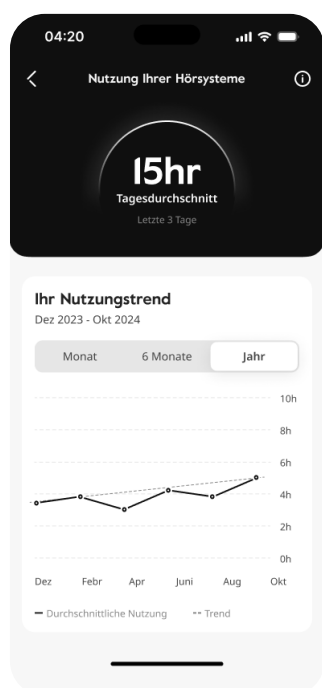 04:20
Nutzung Ihrer Hörsysteme
15hr
Tagesdurchschnitt
Letzte 3 Tage
Ihr Nutzungstrend
Dez 2023 - Okt 2024
Monat 6 Monate Jahr
10h
8h
6h
4h
2h
0h
Dez Febr Apr Juni Aug Okt
Durchschnittliche Nutzung Trend